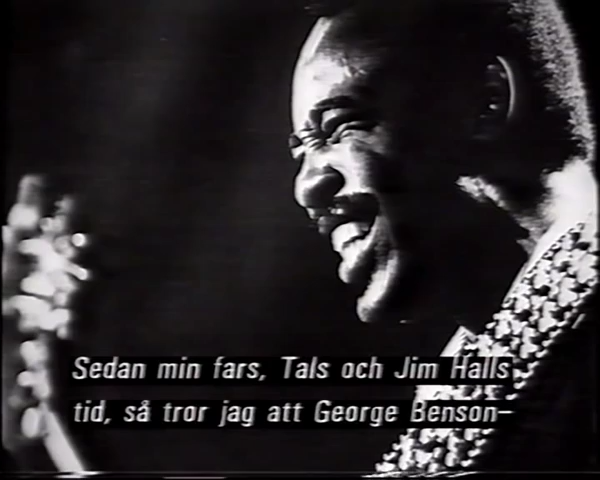 Sedan min fars, Tals och Jim Halls
tid, så tror jag att George Benson–